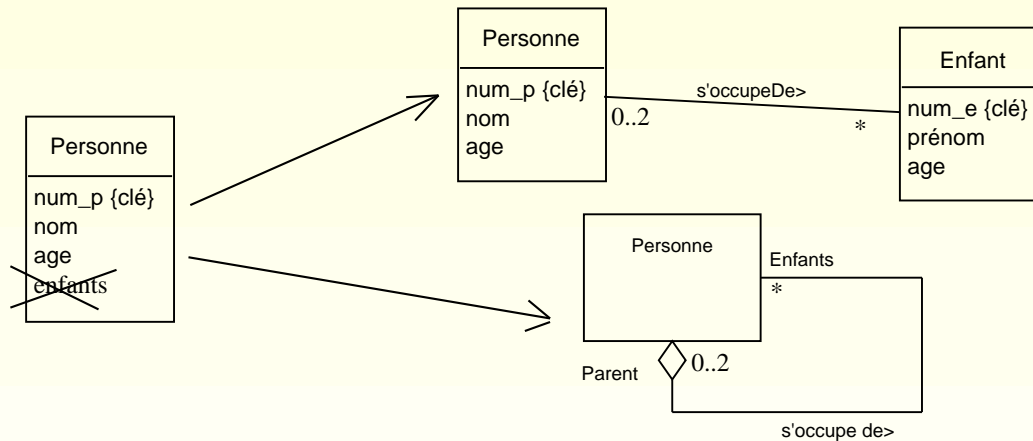 Personne
num_p {clé}
nom
age
enfants
Personne
num_p {clé}
nom
age
s'occupeDe>
0..2
*
Enfant
num_e {clé}
prénom
age
Personne
Enfants
*
Parent
0..2
s'occupe de>